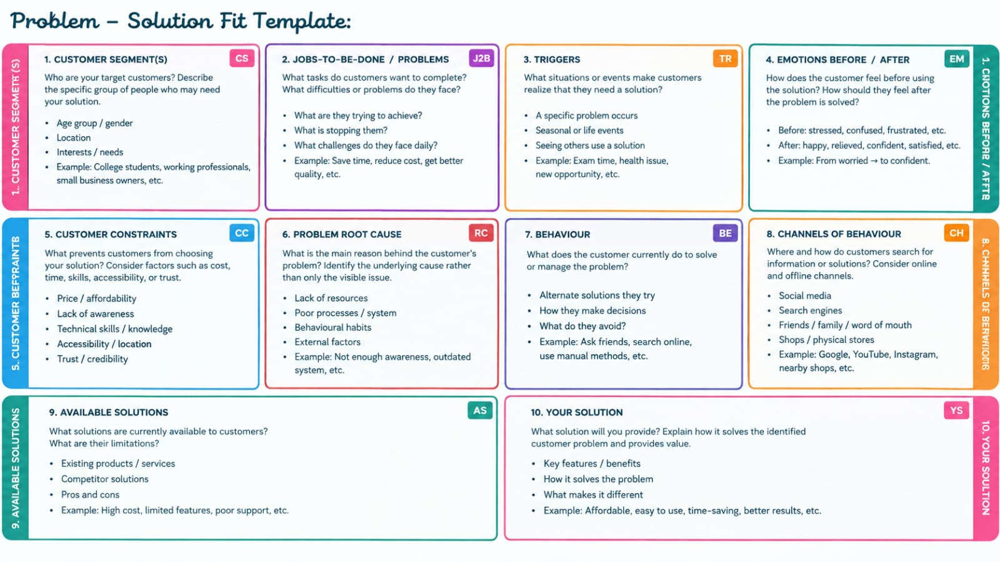 Problem – Solution Fit Template:
1. CUSTOMER SEGMENT(S)
CS
Who are your target customers? Describe
the specific group of people who may need
your solution.
• Age group / gender
• Location
• Interests / needs
• Example: College students, working professionals,
small business owners, etc.
2. JOBS-TO-BE-DONE / PROBLEMS
J2B
What tasks do customers want to complete?
What difficulties or problems do they face?
• What are they trying to achieve?
• What is stopping them?
• What challenges do they face daily?
• Example: Save time, reduce cost, get better
quality, etc.
3. TRIGGERS
TR
What situations or events make customers
realize that they need a solution?
• A specific problem occurs
• Seasonal or life events
• Seeing others use a solution
• Example: Exam time, health issue,
new opportunity, etc.
4. EMOTIONS BEFORE / AFTER
EM
How does the customer feel before using
the solution? How should they feel after
the problem is solved?
• Before: stressed, confused, frustrated, etc.
• After: happy, relieved, confident, satisfied, etc.
• Example: From worried → to confident.
1.. CUSTOMER
5. CUSTOMER CONSTRAINTS
CC
What prevents customers from choosing
your solution? Consider factors such as cost,
time, skills, accessibility, or trust.
• Price / affordability
• Lack of awareness
• Technical skills / knowledge
• Accessibility / location
• Trust / credibility
5. CUSTOMER
6. PROBLEM ROOT CAUSE
RC
What is the main reason behind the customer's
problem? Identify the underlying cause rather
than only the visible issue.
• Lack of resources
• Poor processes / system
• Behavioural habits
• External factors
• Example: Not enough awareness, outdated
system, etc.
7. BEHAVIOUR
BE
What does the customer currently do to solve
or manage the problem?
• Alternate solutions they try
• How they make decisions
• What do they avoid?
• Example: Ask friends, search online,
use manual methods, etc.
8. CHANNELS OF BEHAVIOUR
CH
Where and how do customers search for
information or solutions? Consider online
and offline channels.
• Social media
• Search engines
• Friends / family / word of mouth
• Shops / physical stores
• Example: Google, YouTube, Instagram,
nearby shops, etc.
9. AVAILABLE SOLUTIONS
9. AVAILABLE SOLUTIONS
AS
What solutions are currently available to customers?
What are their limitations?
• Existing products / services
• Competitor solutions
• Pros and cons
• Example: High cost, limited features, poor support, etc.
10. YOUR SOLUTION
YS
What solution will you provide? Explain how it solves the identified
customer problem and provides value.
• Key features / benefits
• How it solves the problem
• What makes it different
• Example: Affordable, easy to use, time-saving, better results, etc.
10. YOUR SOULTION